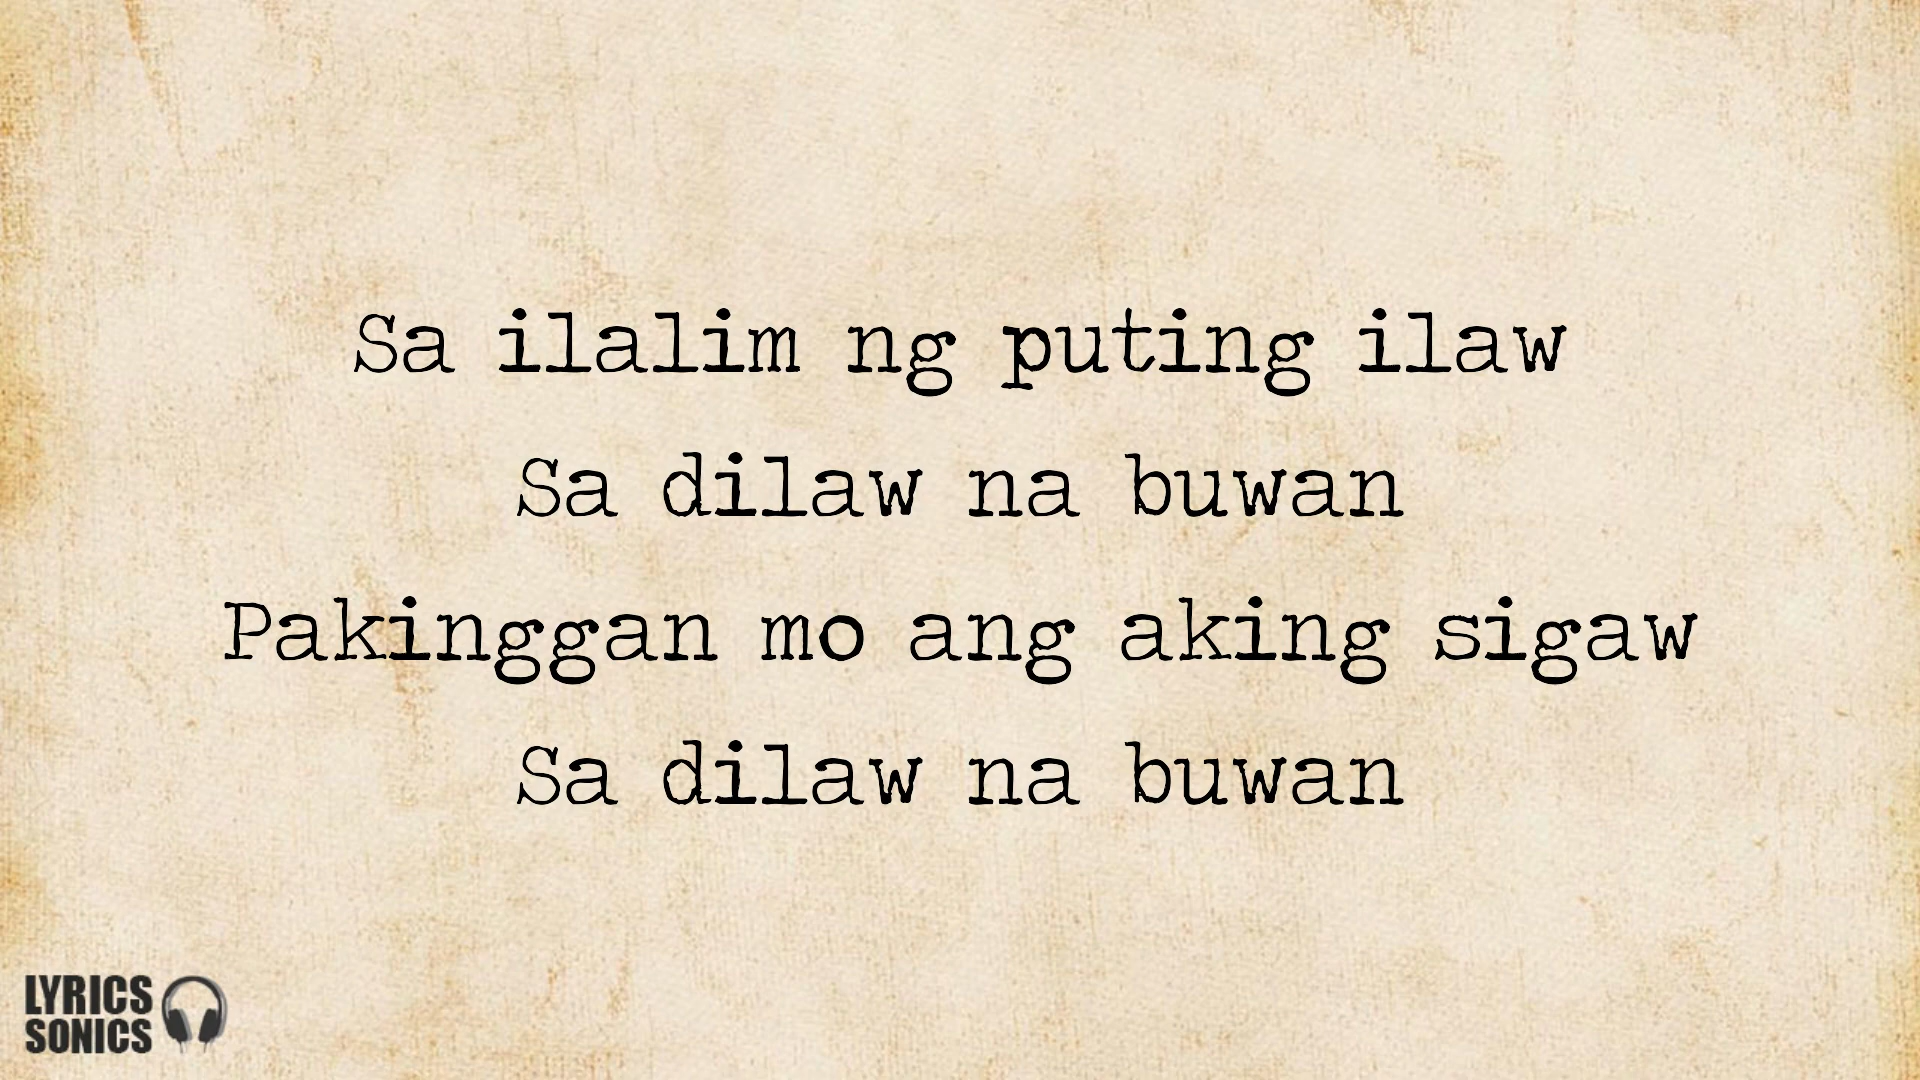 Sa ilalim ng puting ilaw
Sa dilaw na buwan
Pakinggan mo ang aking sigaw
Sa dilaw na buwan
LYRICS
SONICS